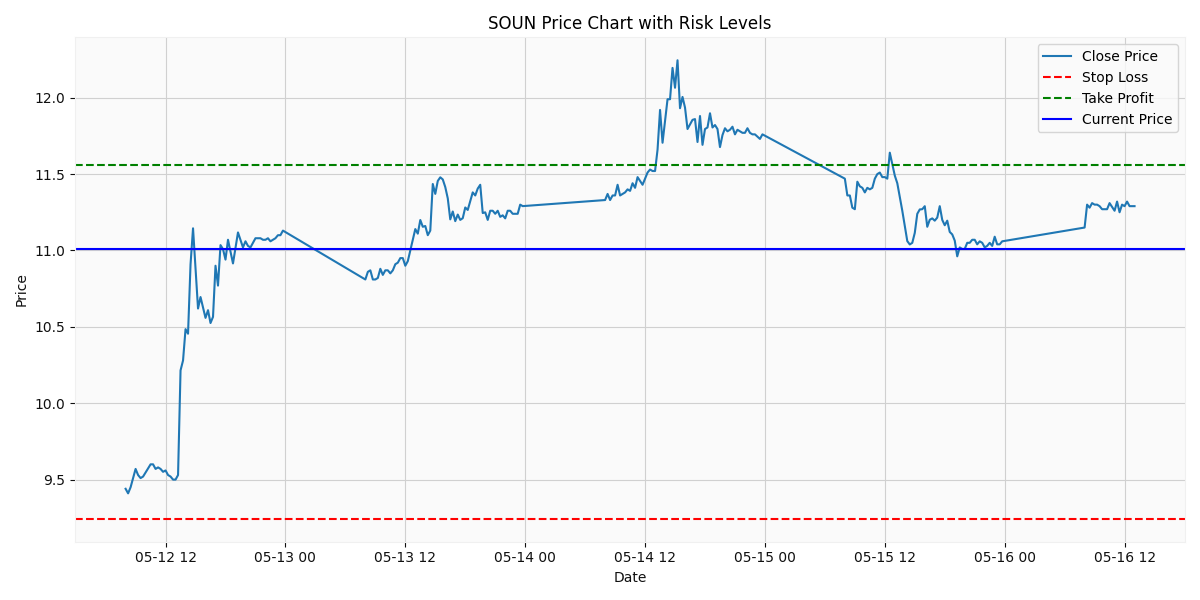 SOUN Price Chart with Risk Levels
Close Price
Stop Loss
Take Profit
Current Price
Price
12.0
11.5
11.0
10.5
10.0
9.5
05-12 12
05-13 00
05-13 12
05-14 00
05-14 12
05-15 00
05-15 12
05-16 00
05-16 12
Date